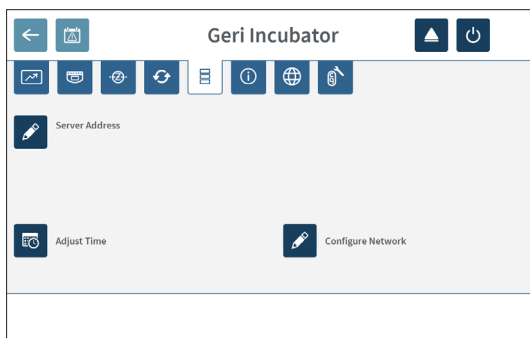 Geri Incubator
Server Address
Adjust Time
Configure Network